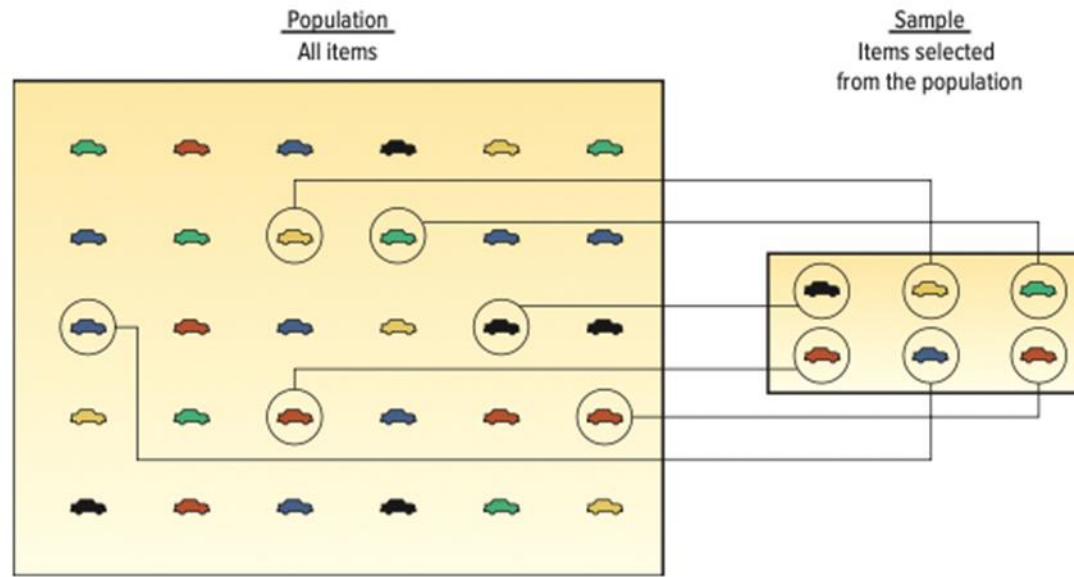 Population
All items
Sample
Items selected
from the population